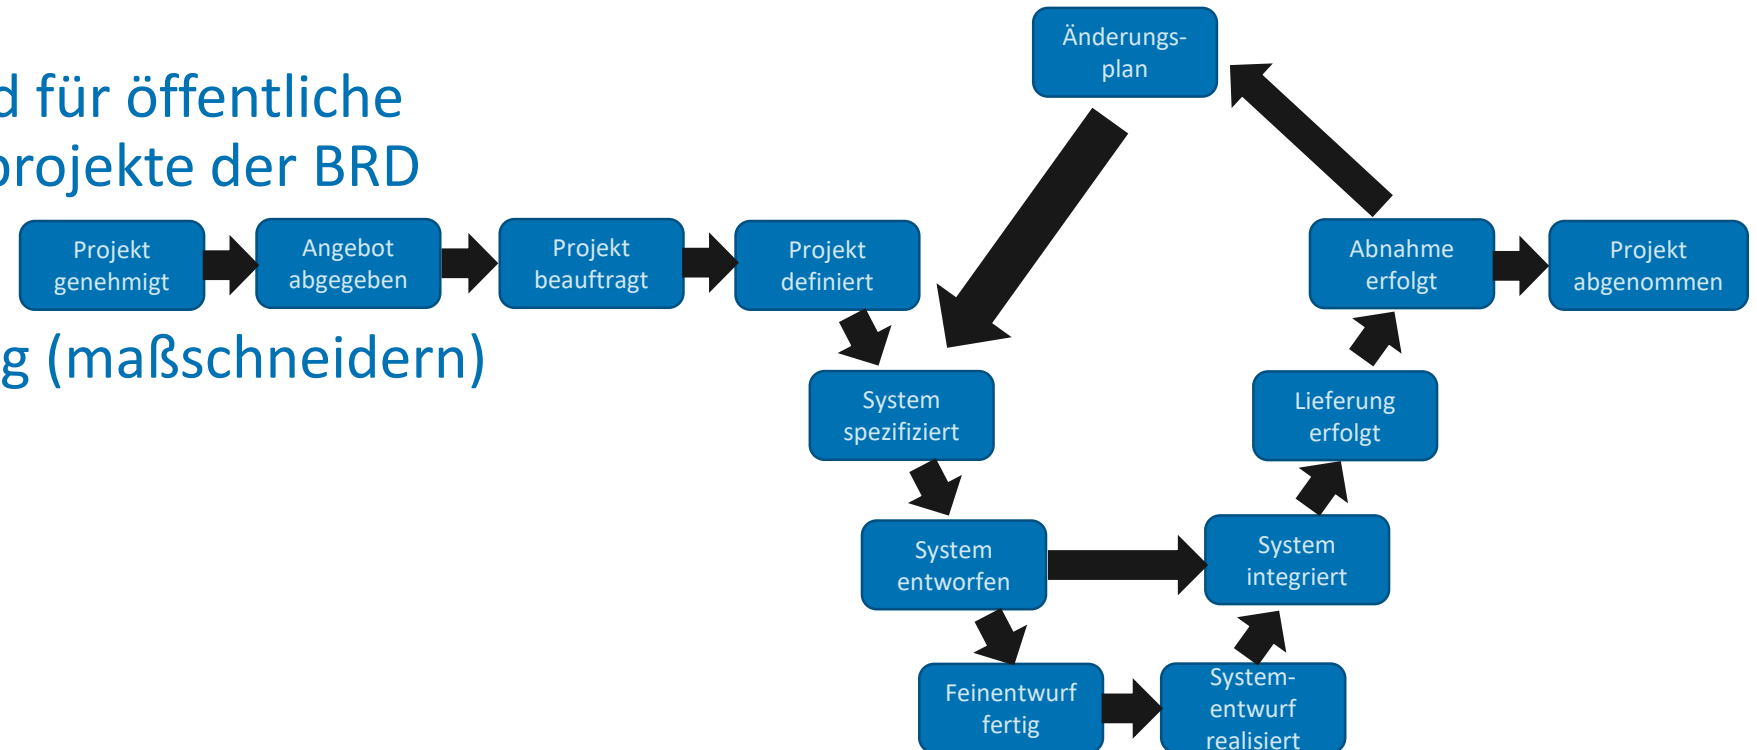 Änderungs-
plan
d für öffentliche
projekte der BRD
Projekt
genehmigt
Angebot
abgegeben
Projekt
beauftragt
Projekt
definiert
Abnahme
erfolgt
Projekt
abgenommen
g (maßschneidern)
System
spezifiziert
Lieferung
erfolgt
System
entworfen
System
integriert
Feinentwurf
fertig
System-
entwurf
realisiert